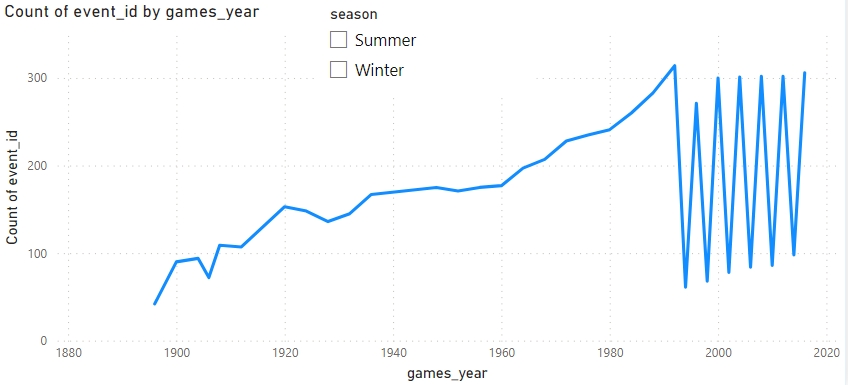 Count of event_id by games_year
season
Summer
Winter
300
200
100
0
Count of event_id
1880 1900 1920 1940 1960 1980 2000 2020
games_year